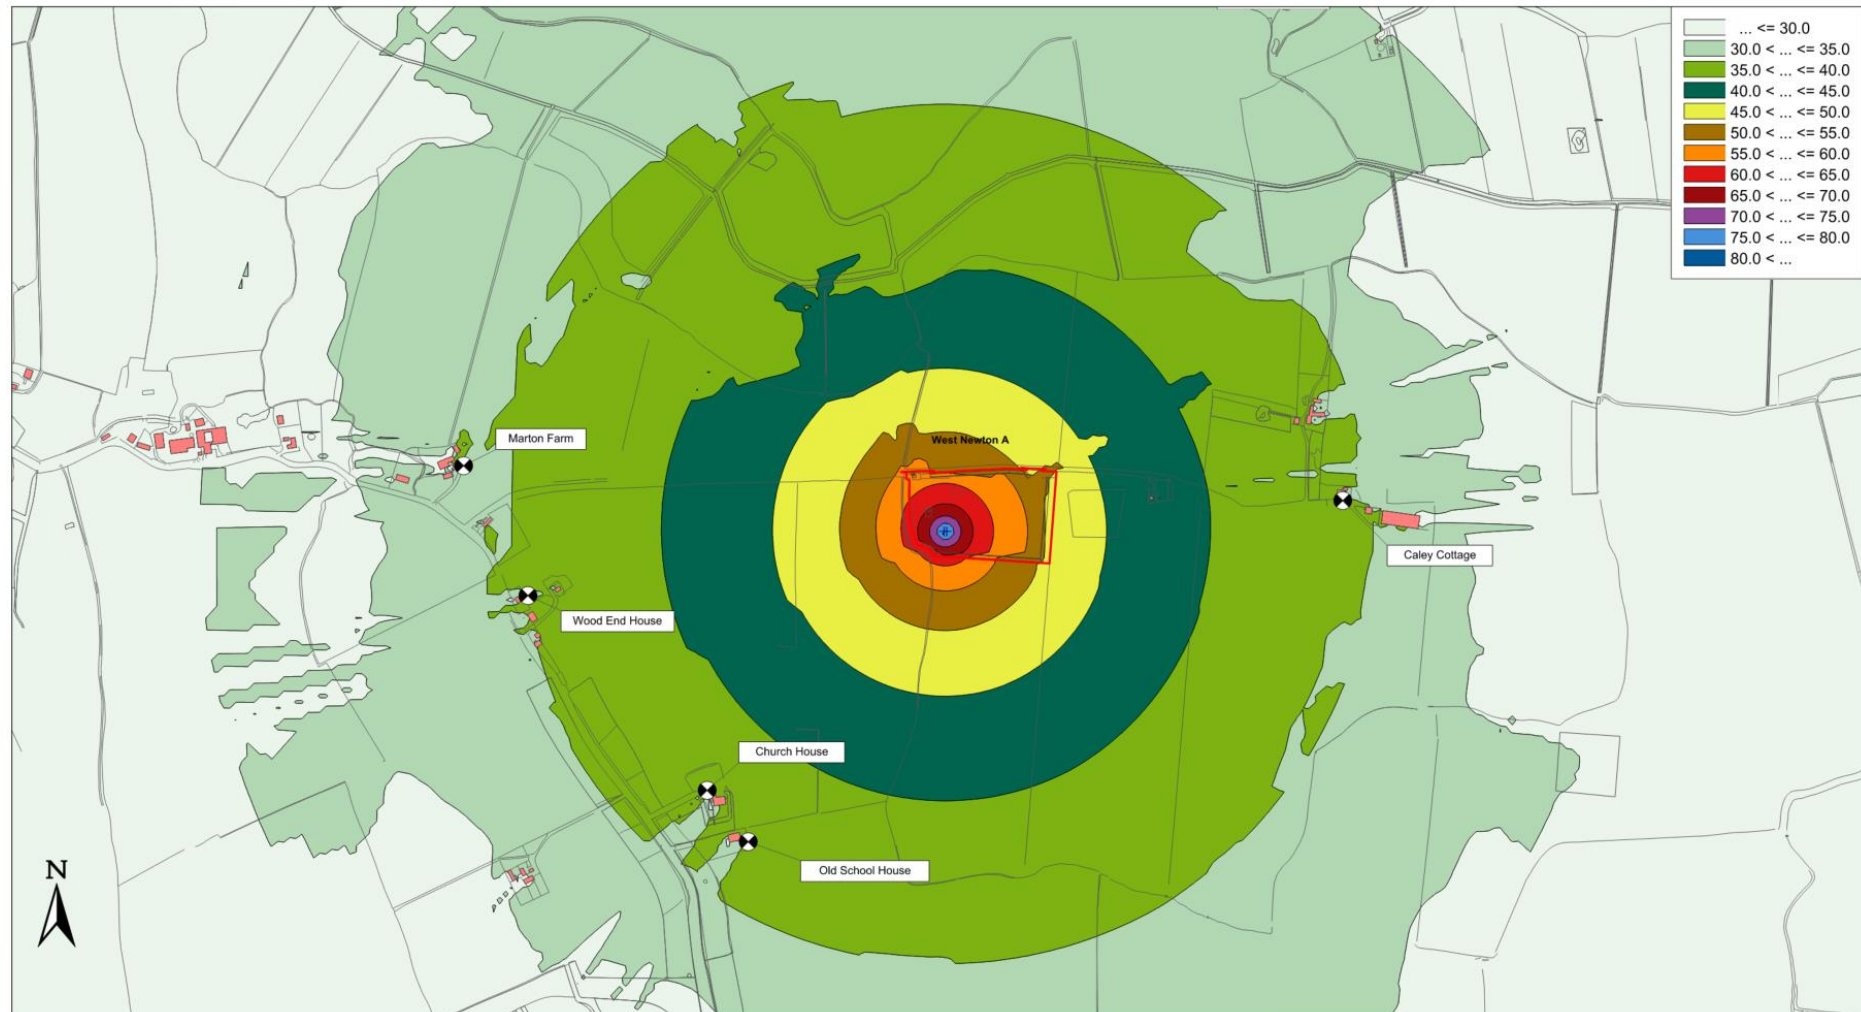 ... <= 30.0
30.0 < ... <= 35.0
35.0 < ... <= 40.0
40.0 < ... <= 45.0
45.0 < ... <= 50.0
50.0 < ... <= 55.0
55.0 < ... <= 60.0
60.0 < ... <= 65.0
65.0 < ... <= 70.0
70.0 < ... <= 75.0
75.0 < ... <= 80.0
80.0 < ...
Marton Farm
West Newton A
Caley Cottage
Wood End House
Church House
Old School House
N